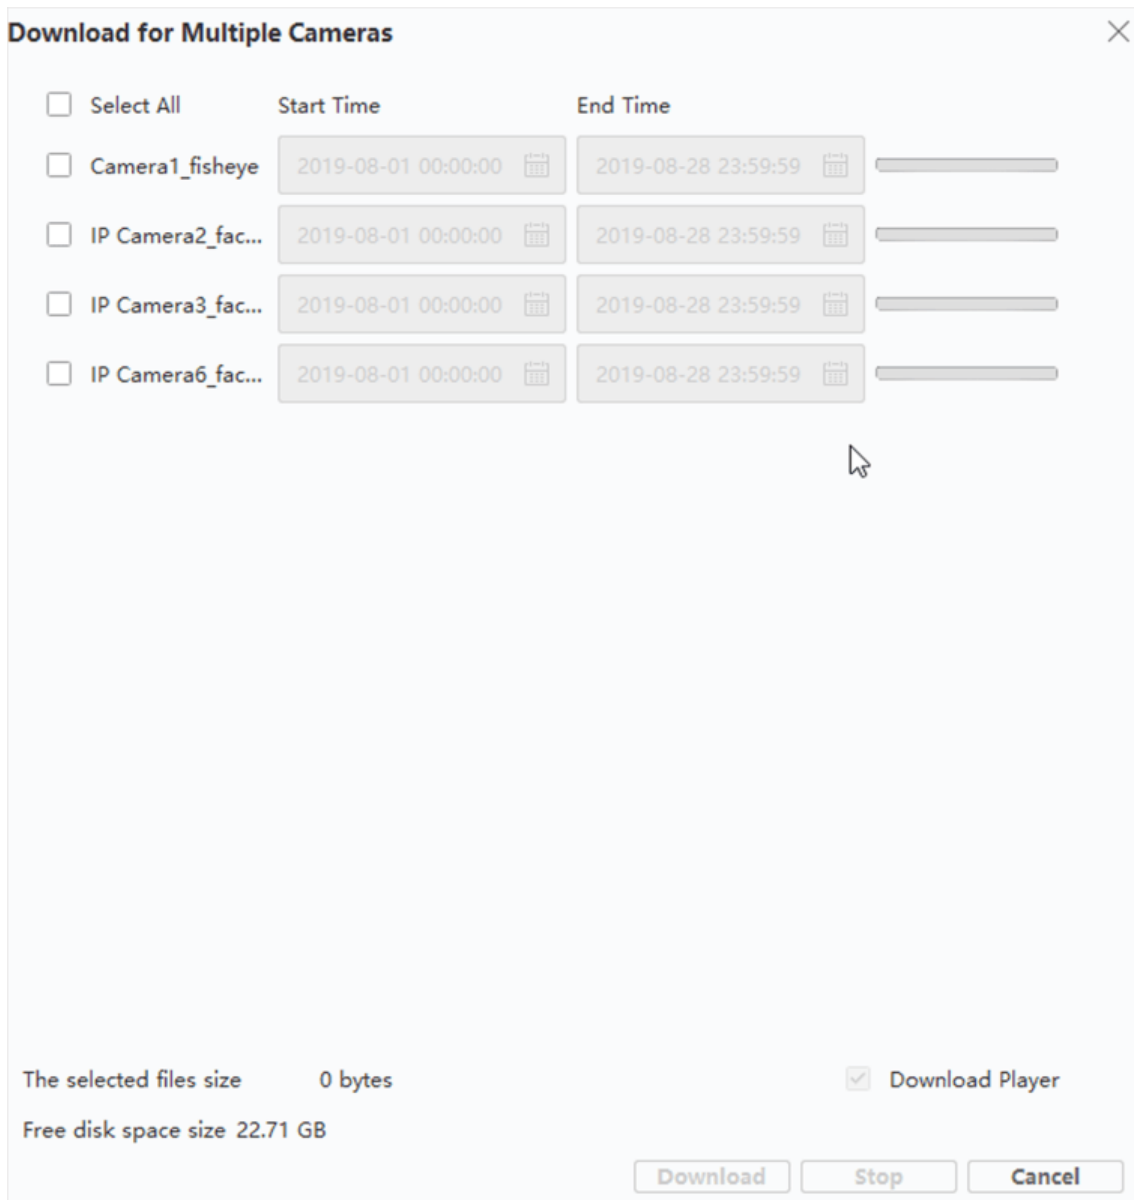 Download for Multiple Cameras
Select All Start Time End Time
Camera1_fisheye 2019-08-01 00:00:00 2019-08-28 23:59:59
IP Camera2_fac... 2019-08-01 00:00:00 2019-08-28 23:59:59
IP Camera3_fac... 2019-08-01 00:00:00 2019-08-28 23:59:59
IP Camera6_fac... 2019-08-01 00:00:00 2019-08-28 23:59:59
The selected files size 0 bytes Download Player
Free disk space size 22.71 GB
Download Stop Cancel